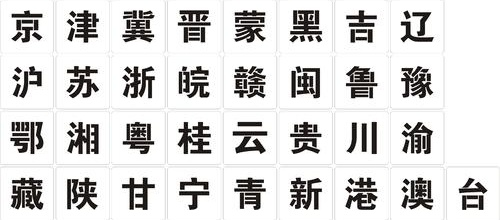 京 津 冀 晋 蒙 黑 吉 辽
沪 苏 浙 皖 赣 闽 鲁 豫
鄂 湘 粤 桂 云 贵 川 渝
藏 陕 甘 宁 青 新 港 澳 台